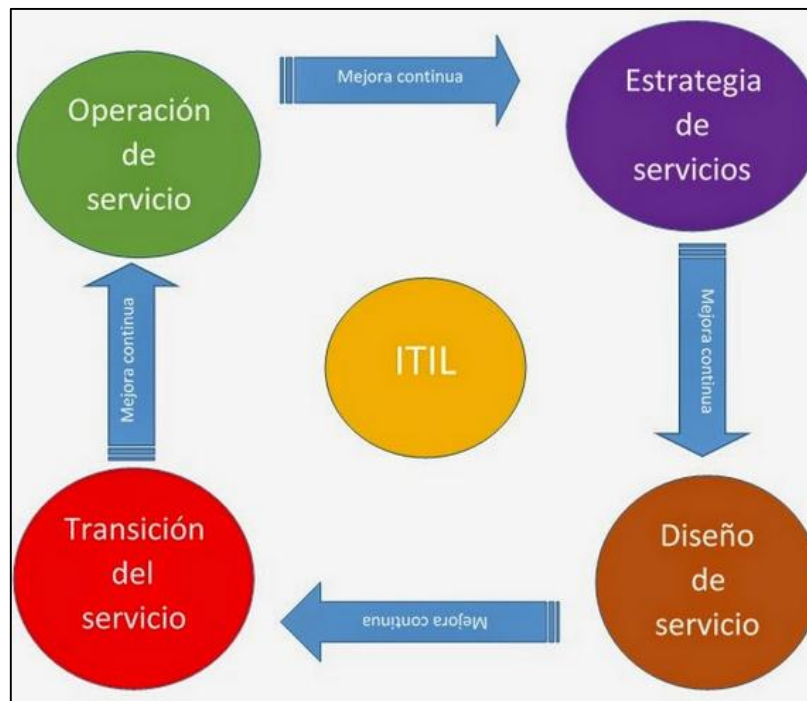 Operación
de
servicio
Mejora continua
Estrategia
de
servicios
Mejora continua
Mejora continua
ITIL
Transición
del
servicio
Mejora continua
Diseño
de
servicio